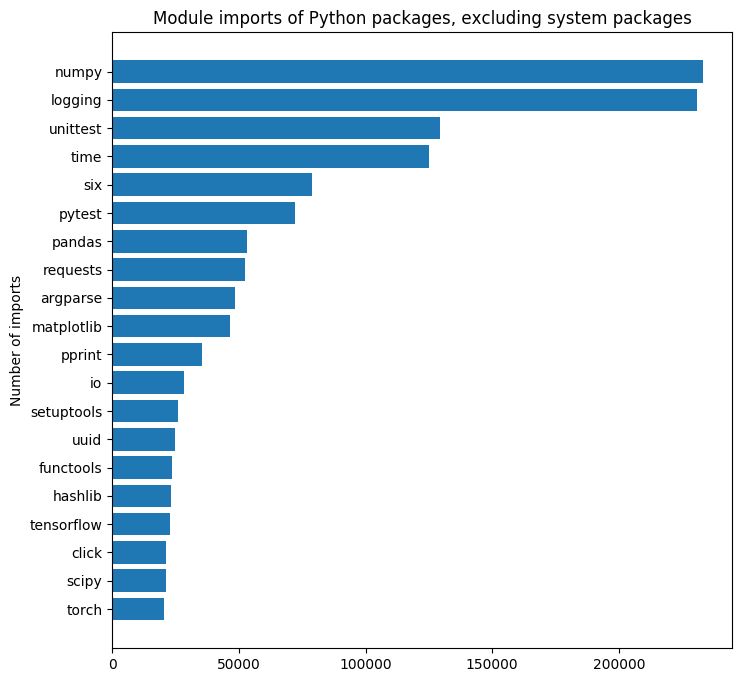 Module imports of Python packages, excluding system packages
numpy
logging
unittest
time
six
pytest
pandas
requests
argparse
matplotlib
pprint
io
setuptools
uuid
functools
hashlib
tensorflow
click
scipy
torch
Number of imports
0
50000
100000
150000
200000